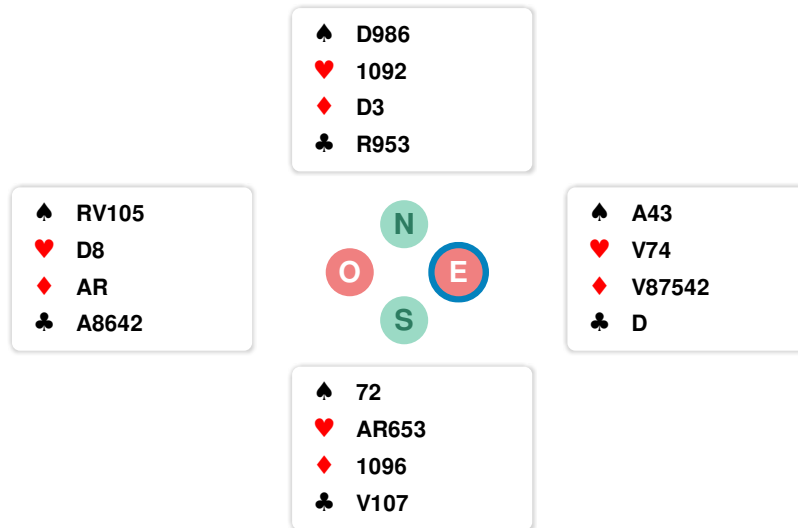 ♠ D986
♥ 1092
♦ D3
♣ R953
♠ RV105
♥ D8
♦ AR
♣ A8642
N
O E
S
♠ A43
♥ V74
♦ V87542
♣ D
♠ 72
♥ AR653
♦ 1096
♣ V107